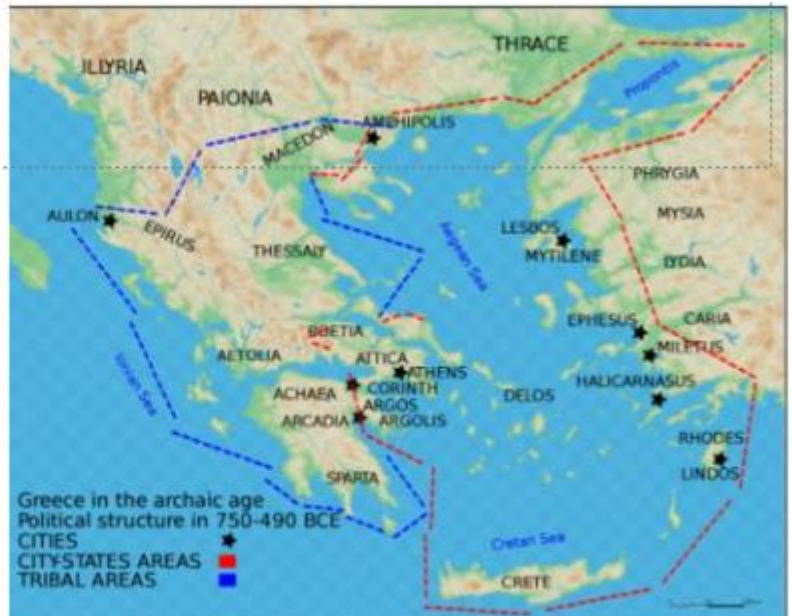 THRACE
ILLYRIA
Propontis
PAIONIA
AMPHIPOLIS
MACEDON
PHRYGIA
AULON
EPIRUS
LESBOS
MYSIA
THESSALY
Aegean Sea
MYTILENE
LYDIA
EPHESUS
CARIA
BOETIA
MILETUS
AETOLIA
ATTICA
ATHENS
Ionian Sea
HALICARNASUS
ACHAEA
CORINTH
DELOS
ARGOS
ARCADIA
ARGOLIS
RHODES
SPARTA
LINDOS
Greece in the archaic age
Political structure in 750-490 BCE
CITIES
Cretan Sea
CITY-STATES AREAS
TRIBAL AREAS
CRETE